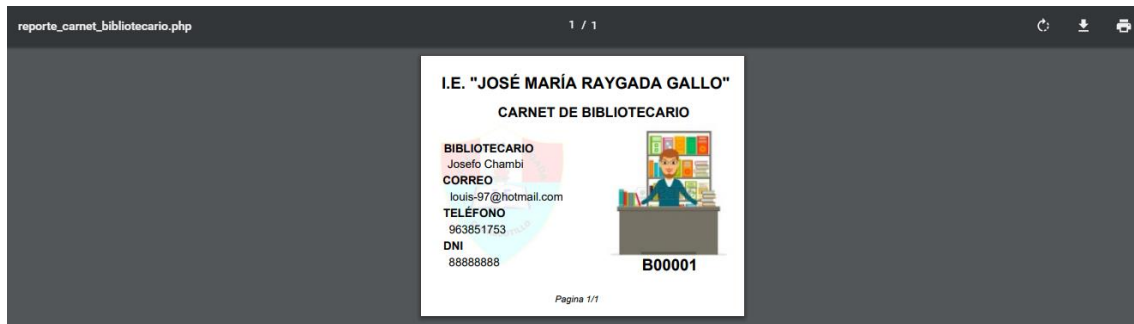 reporte_carnet_bibliotecario.php
1 / 1
I.E. "JOSÉ MARÍA RAYGADA GALLO"
CARNET DE BIBLIOTECARIO
BIBLIOTECARIO
Josefo Chambi
CORREO
louis-97@hotmail.com
TELÉFONO
963851753
DNI
88888888
B00001
Pagina 1/1